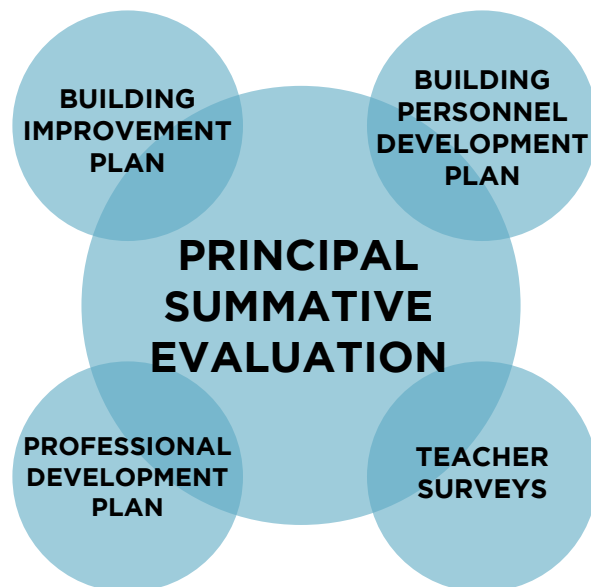 BUILDING
IMPROVEMENT
PLAN
BUILDING
PERSONNEL
DEVELOPMENT
PLAN
PRINCIPAL
SUMMATIVE
EVALUATION
PROFESSIONAL
DEVELOPMENT
PLAN
TEACHER
SURVEYS